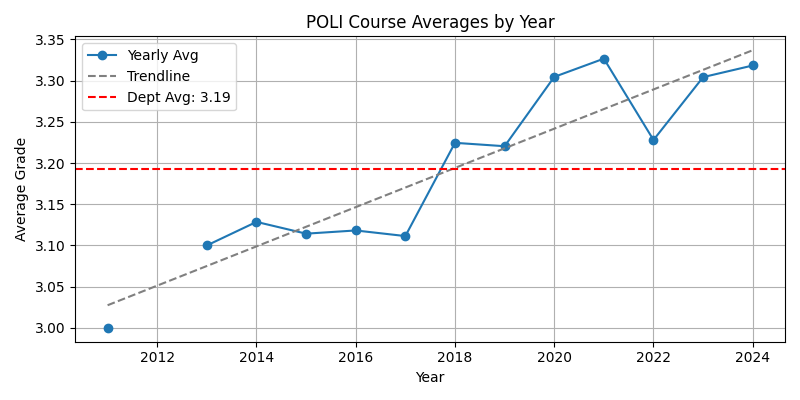 POLI Course Averages by Year
Yearly Avg
Trendline
Dept Avg: 3.19
Average Grade
3.35
3.30
3.25
3.20
3.15
3.10
3.05
3.00
2012 2014 2016 2018 2020 2022 2024
Year